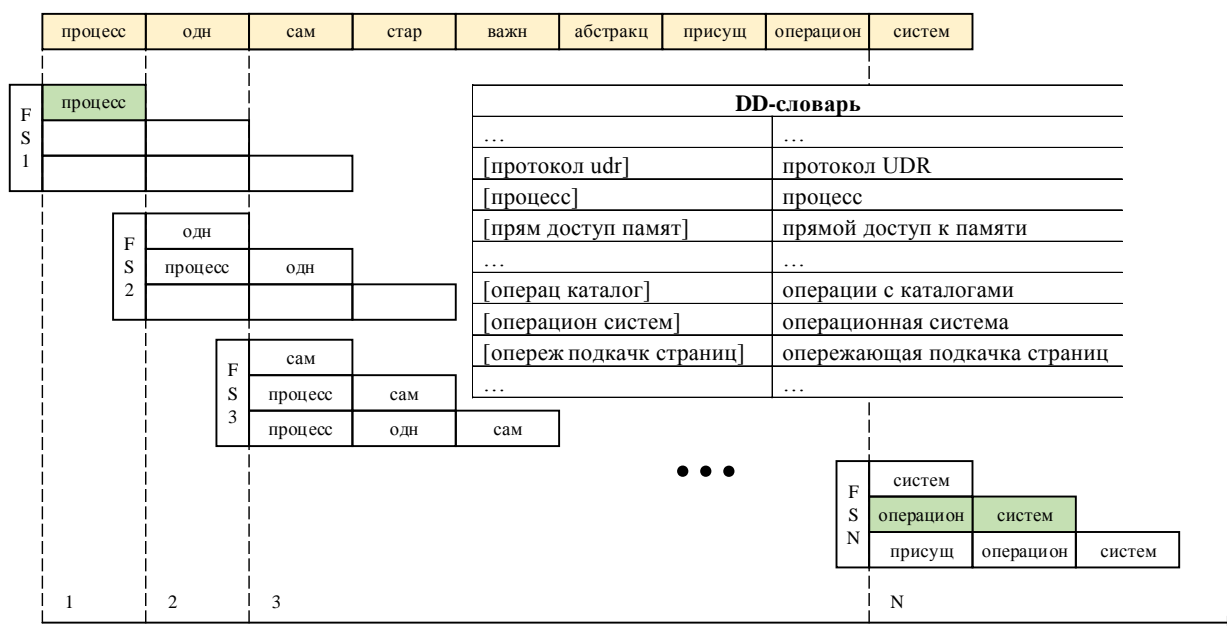 процесс одн сам стар важн абстракц присущ операцион систем
F S 1
процесс
DD-словарь
… …
[протокол udr] протокол UDR
[процесс] процесс
[прям доступ памят] прямой доступ к памяти
… …
[операц каталог] операции с каталогами
[операцион систем] операционная система
[опереж подкачк страниц] опережающая подкачка страниц
… …
F S 2
одн
процесс одн
F S 3
сам
процесс сам
процесс одн сам
F S N
систем
операцион систем
присущ операцион систем
1 2 3 N